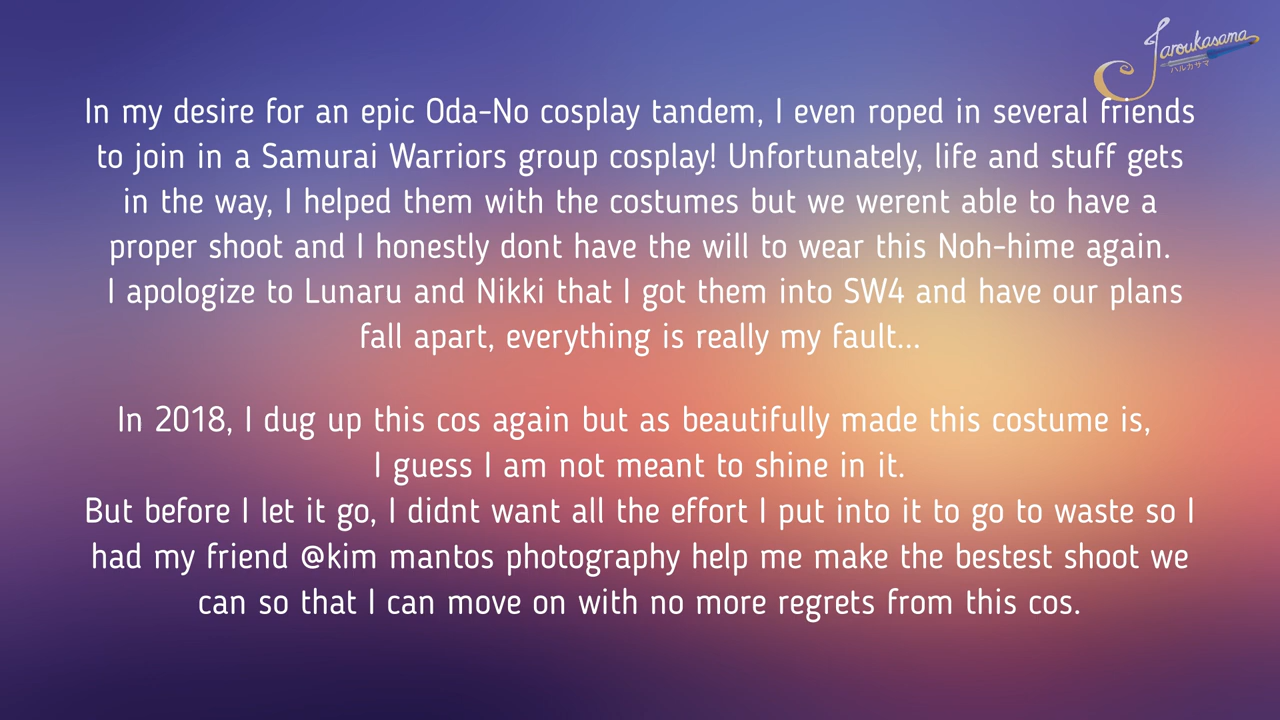 Jaroukasama
ハルカサマ
In my desire for an epic Oda-No cosplay tandem, I even roped in several friends
to join in a Samurai Warriors group cosplay! Unfortunately, life and stuff gets
in the way, I helped them with the costumes but we werent able to have a
proper shoot and I honestly dont have the will to wear this Noh-hime again.
I apologize to Lunaru and Nikki that I got them into SW4 and have our plans
fall apart, everything is really my fault...
In 2018, I dug up this cos again but as beautifully made this costume is,
I guess I am not meant to shine in it.
But before I let it go, I didnt want all the effort I put into it to go to waste so I
had my friend @kim mantos photography help me make the bestest shoot we
can so that I can move on with no more regrets from this cos.